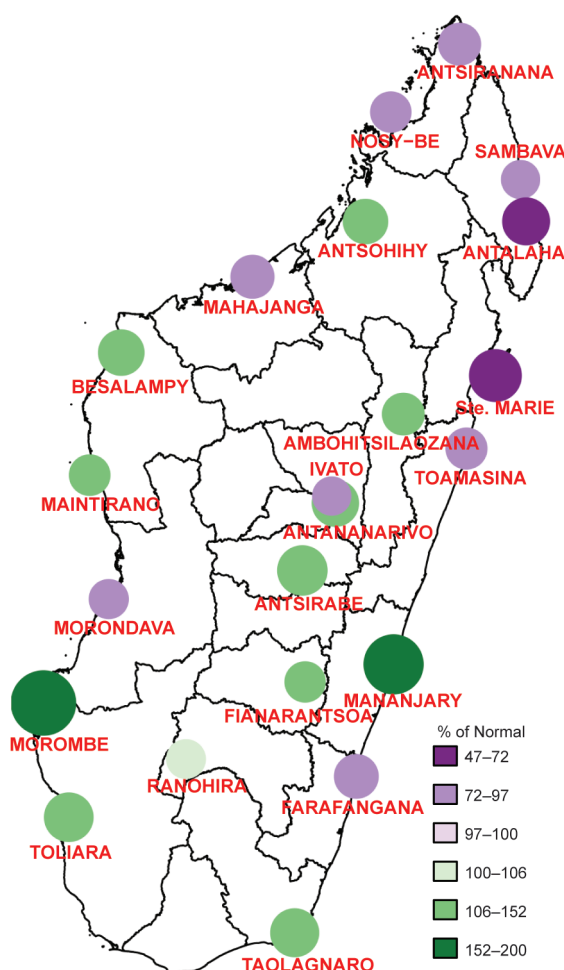 ANTSIRANANA
NOSY−BE
SAMBAVA
ANTSOHIHY
ANTALAHA
MAHAJANGA
BESALAMPY
Ste. MARIE
AMBOHITSILAOZANA
IVATO
TOAMASINA
MAINTIRANO
ANTANANARIVO
ANTSIRABE
MORONDAVA
MANANJARY
FIANARANTSOA
MOROMBE
% of Normal
47–72
RANOHIRA
72–97
FARAFANGANA
97–100
TOLIARA
100–106
106–152
152–200
TAOLAGNARO